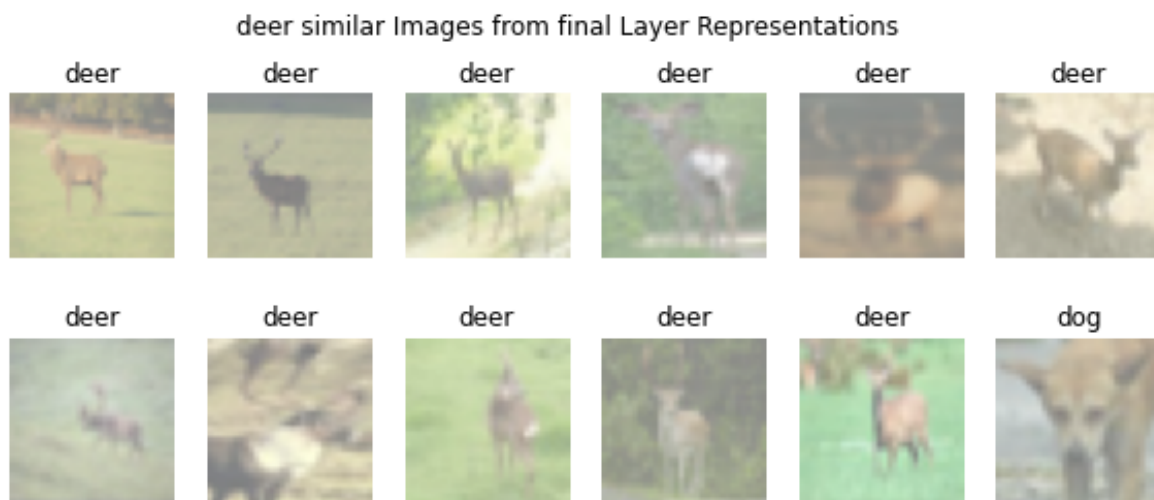 deer similar Images from final Layer Representations
deer deer deer deer deer deer
deer deer deer deer deer dog